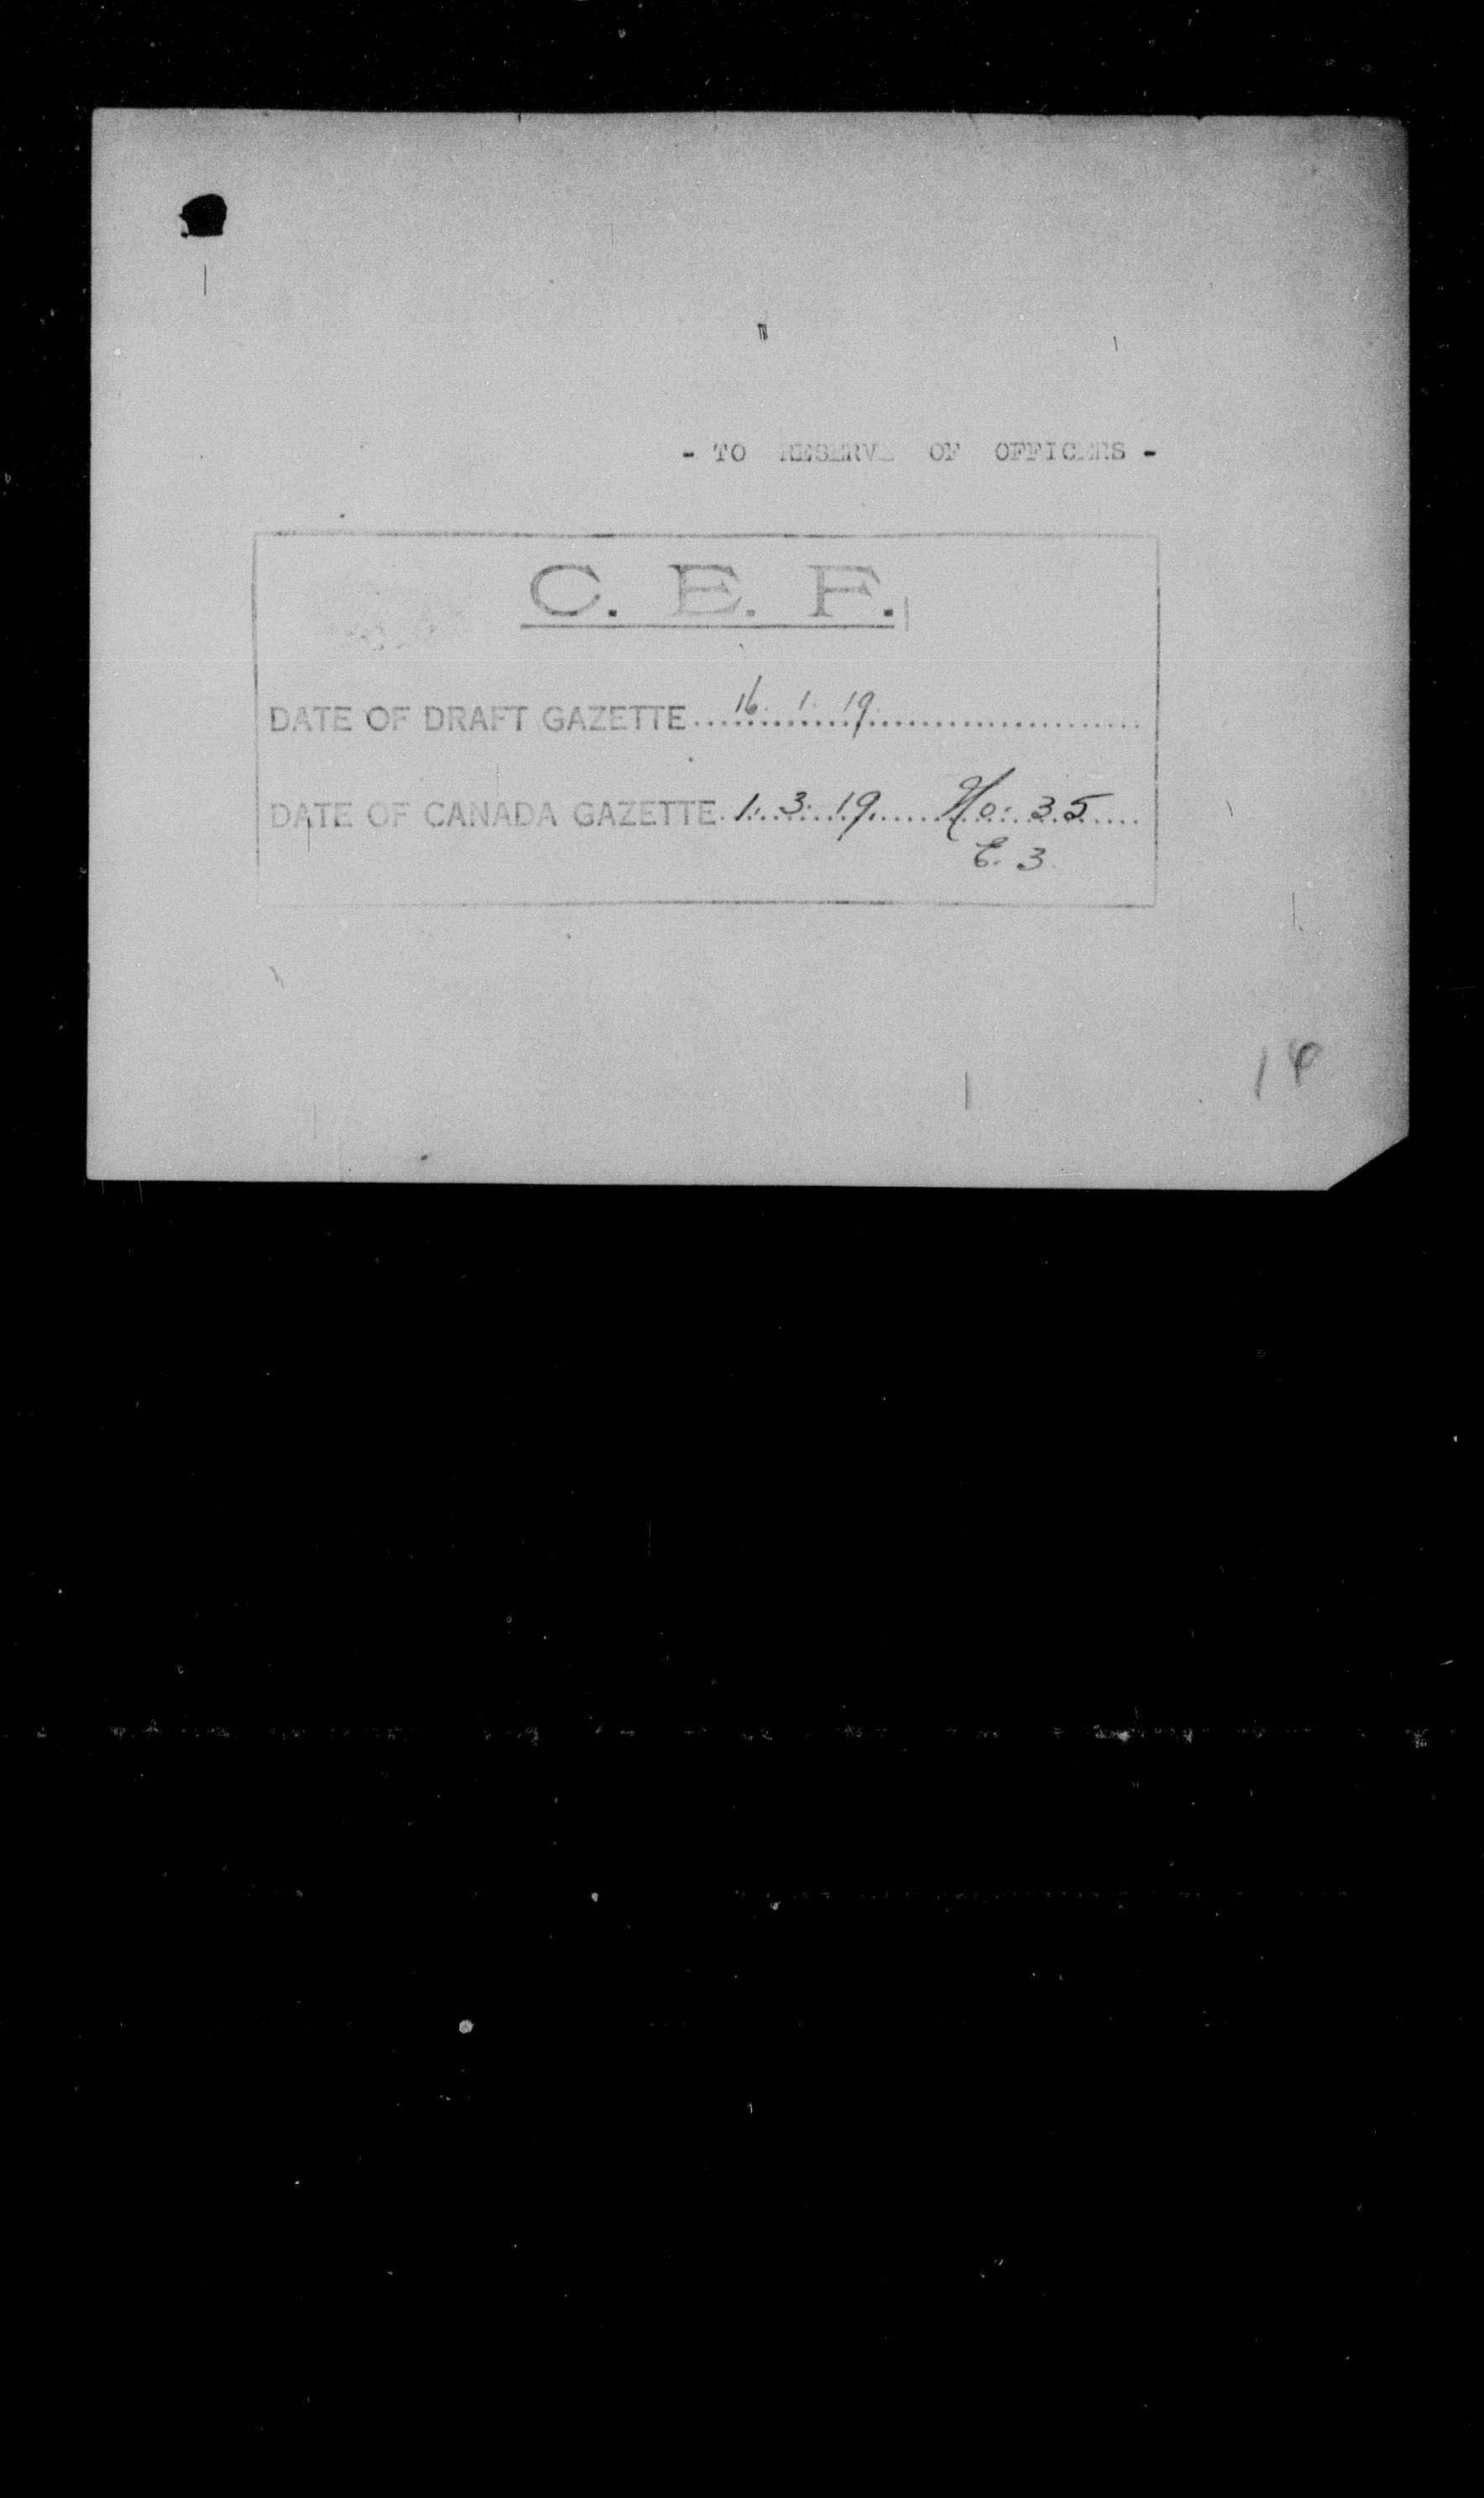 - TO RESERVE OF OFFICERS -
C. E. F.
DATE OF DRAFT GAZETTE 16. 1. 19.
DATE OF CANADA GAZETTE 1. 3. 19. No. 35
E. 3.